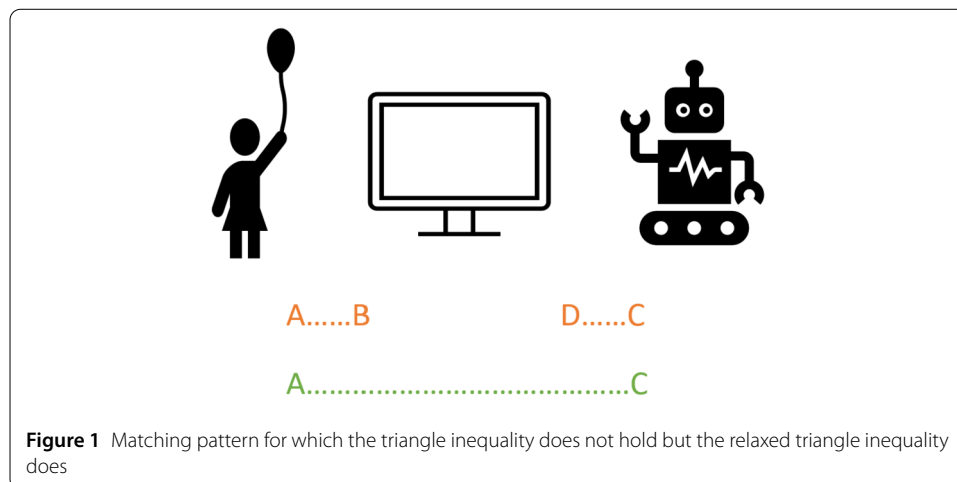 A......B D......C
A.............................................C
Figure 1 Matching pattern for which the triangle inequality does not hold but the relaxed triangle inequality
does